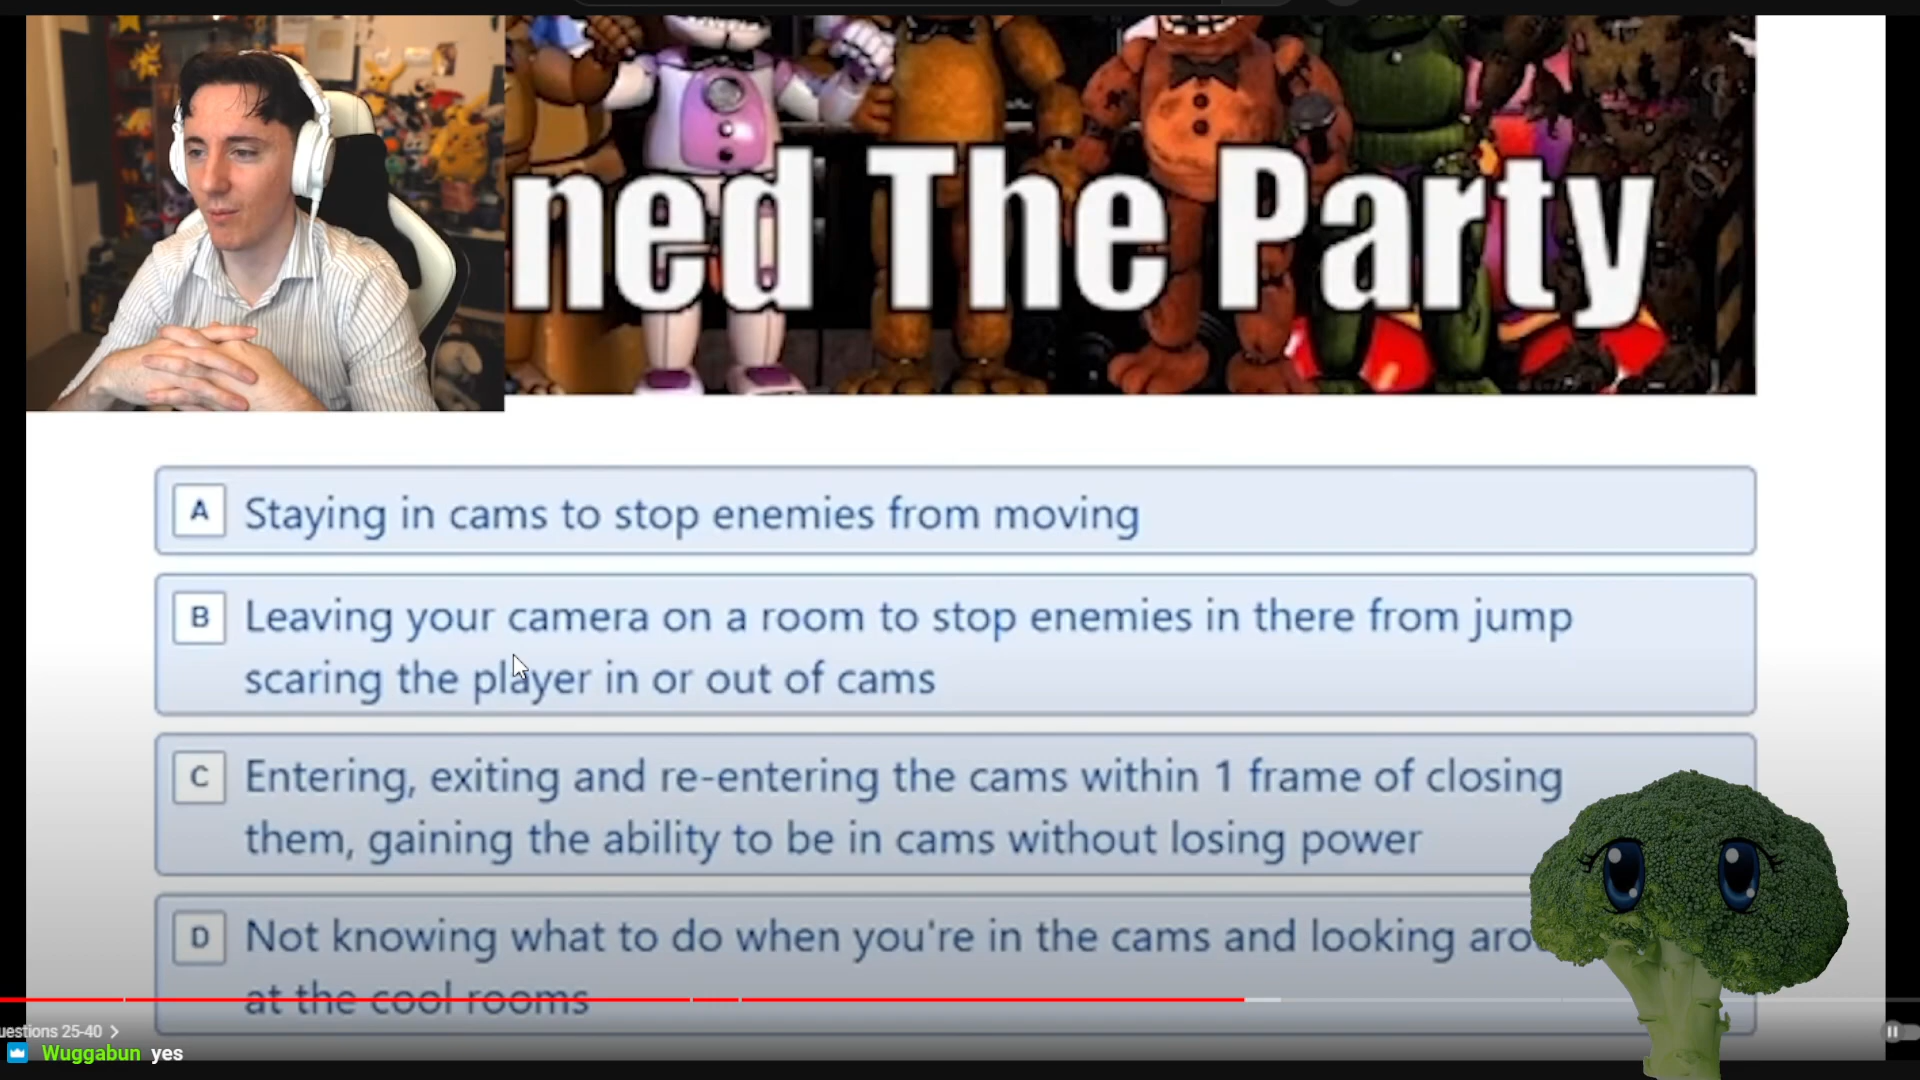 ned The Party
A Staying in cams to stop enemies from moving
B Leaving your camera on a room to stop enemies in there from jump
scaring the player in or out of cams
C Entering, exiting and re-entering the cams within 1 frame of closing
them, gaining the ability to be in cams without losing power
D Not knowing what to do when you're in the cams and looking aro
at the cool rooms
uestions 25-40
Wuggabun yes